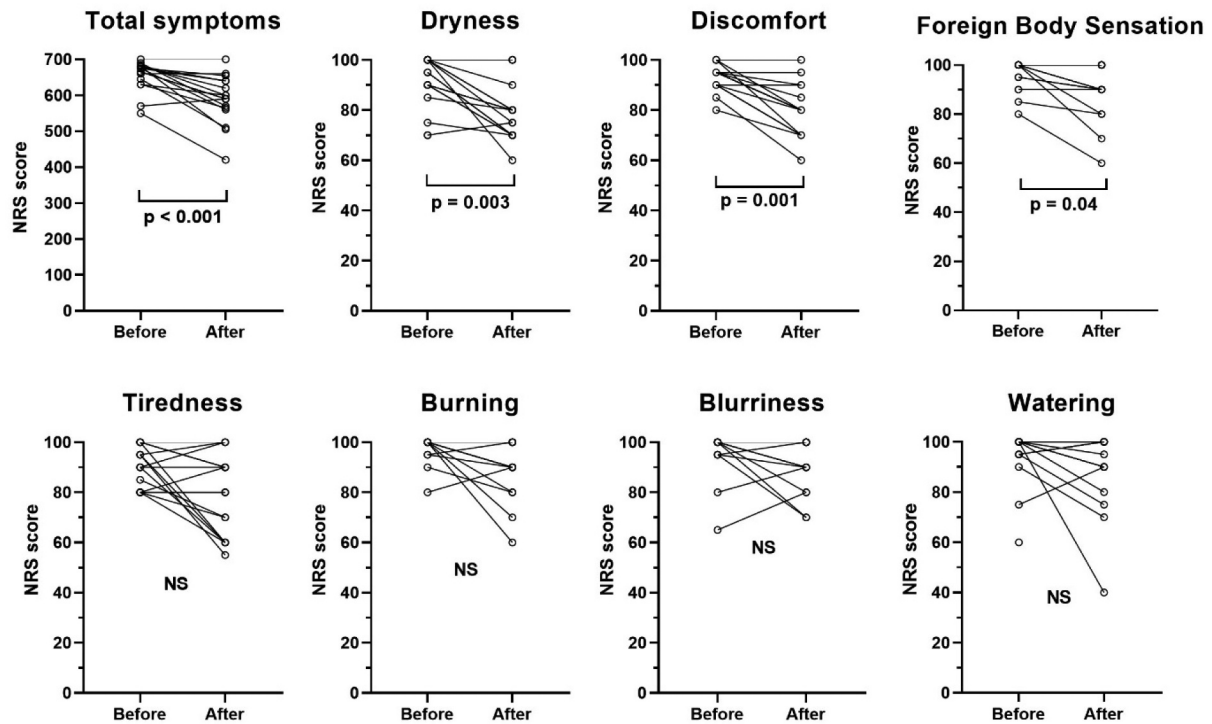 Total symptoms
NRS score
700
600
500
400
300
200
100
0
p < 0.001
Before After
Dryness
NRS score
100
80
60
40
20
0
p = 0.003
Before After
Discomfort
NRS score
100
80
60
40
20
0
p = 0.001
Before After
Foreign Body Sensation
NRS score
100
80
60
40
20
0
p = 0.04
Before After
Tiredness
NRS score
100
80
60
40
20
0
NS
Before After
Burning
NRS score
100
80
60
40
20
0
NS
Before After
Blurriness
NRS score
100
80
60
40
20
0
NS
Before After
Watering
NRS score
100
80
60
40
20
0
NS
Before After